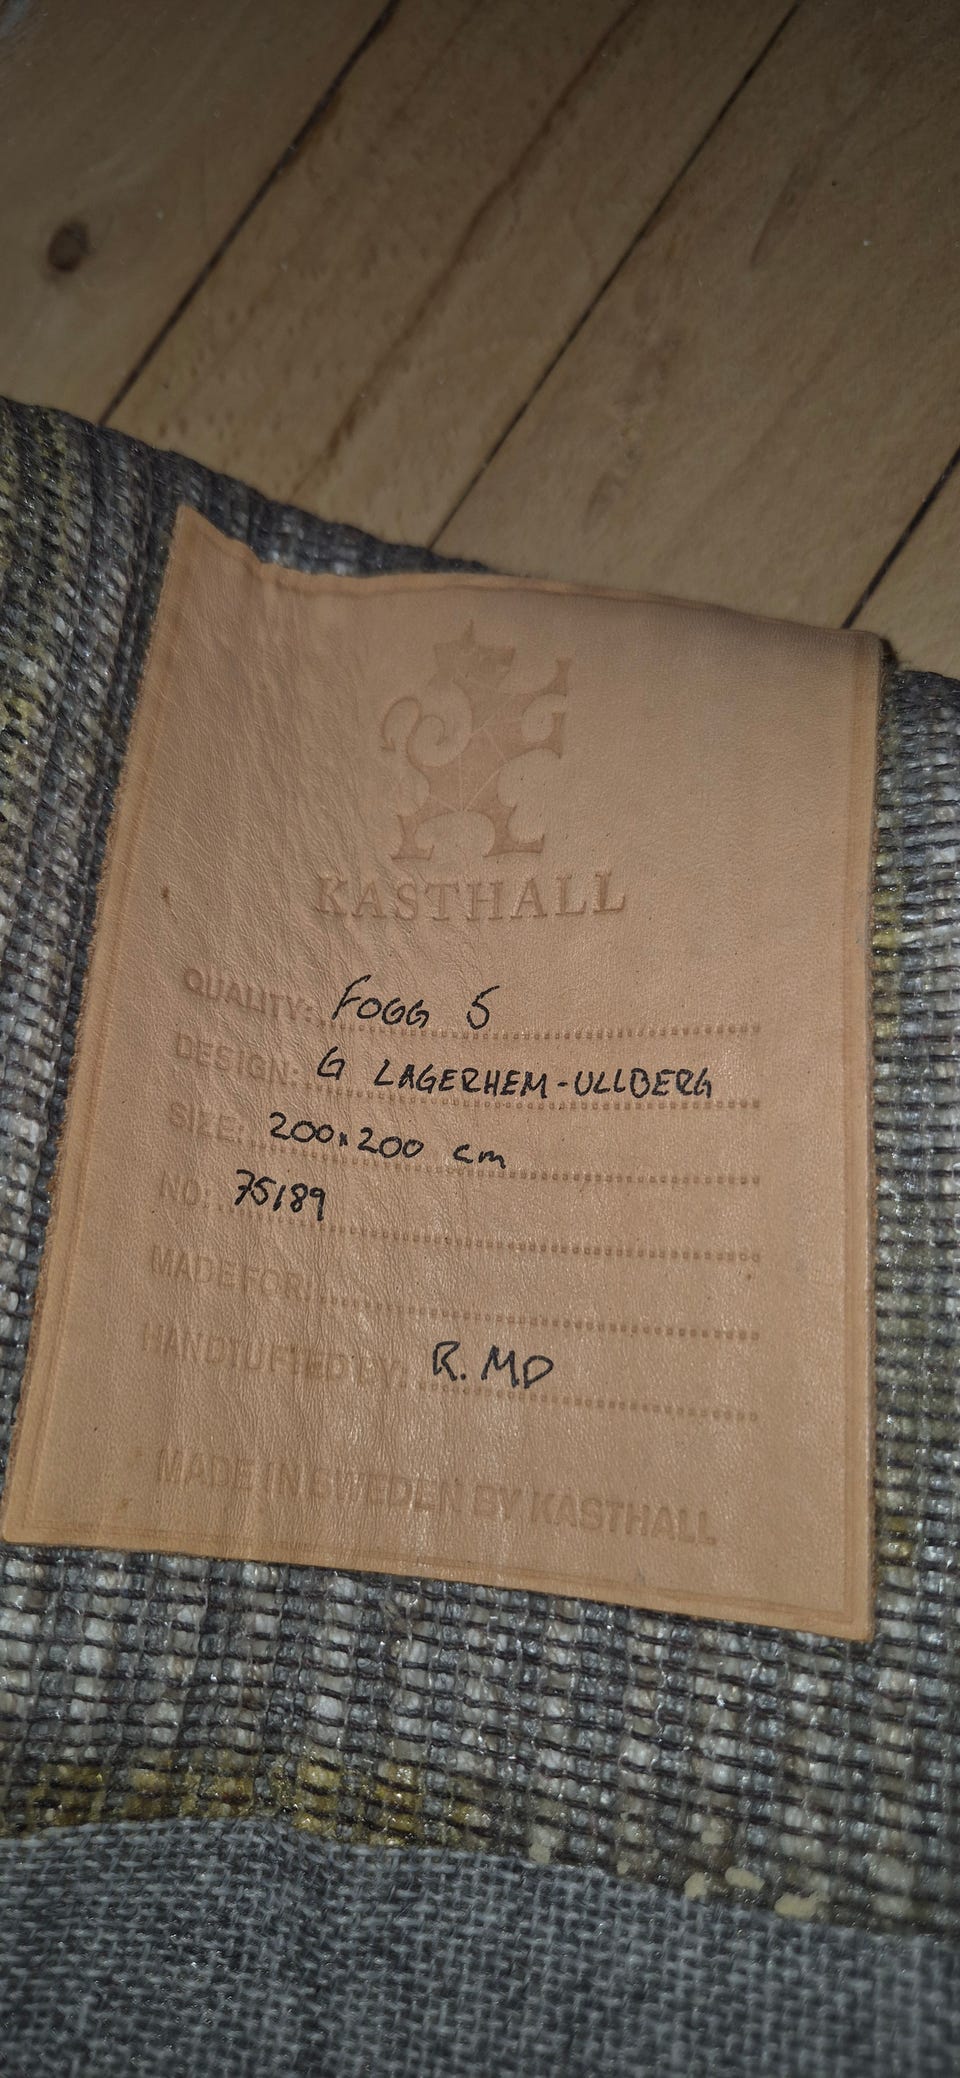 KASTHALL
QUALITY: FOGG 5
DESIGN: G LAGERHEM-ULLBERG
SIZE: 200x200 cm
NO: 75189
MADE FOR:
HANDTUFTED BY: R. MD
MADE IN SWEDEN BY KASTHALL